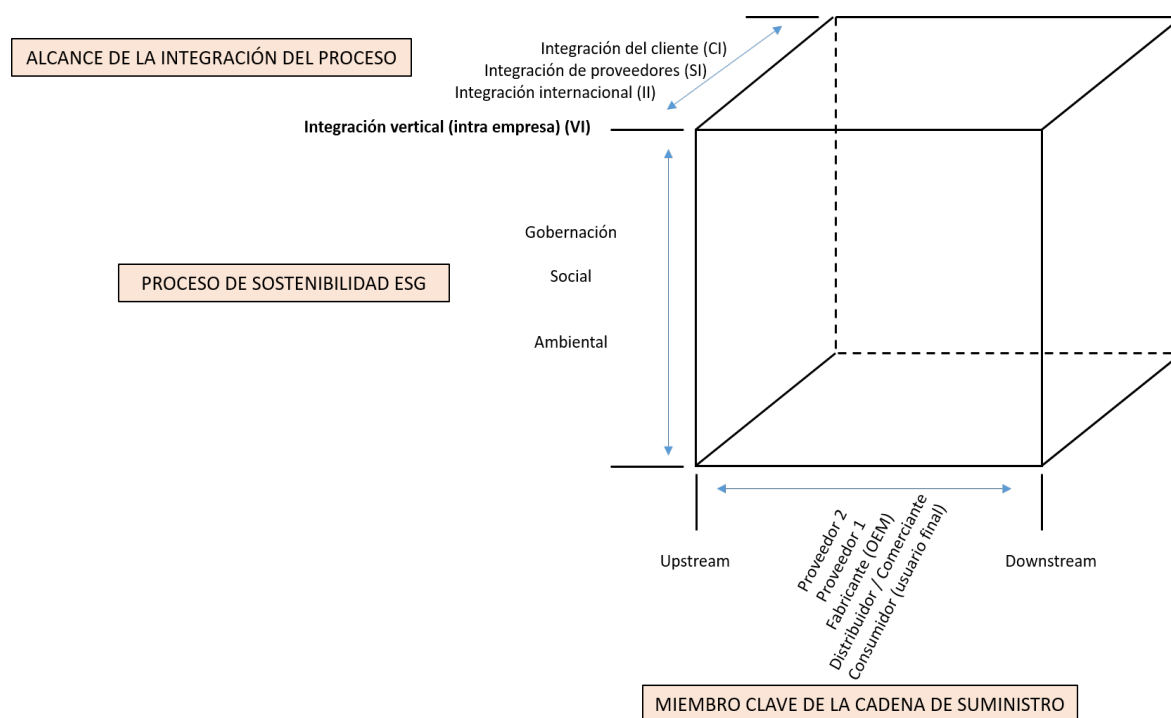 ALCANCE DE LA INTEGRACIÓN DEL PROCESO
Integración del cliente (CI)
Integración de proveedores (SI)
Integración internacional (II)
Integración vertical (intra empresa) (VI)
PROCESO DE SOSTENIBILIDAD ESG
Gobernación
Social
Ambiental
Upstream
Proveedor 2
Proveedor 1
Fabricante (OEM)
Distribuidor / Comerciante
Consumidor (usuario final)
Downstream
MIEMBRO CLAVE DE LA CADENA DE SUMINISTRO